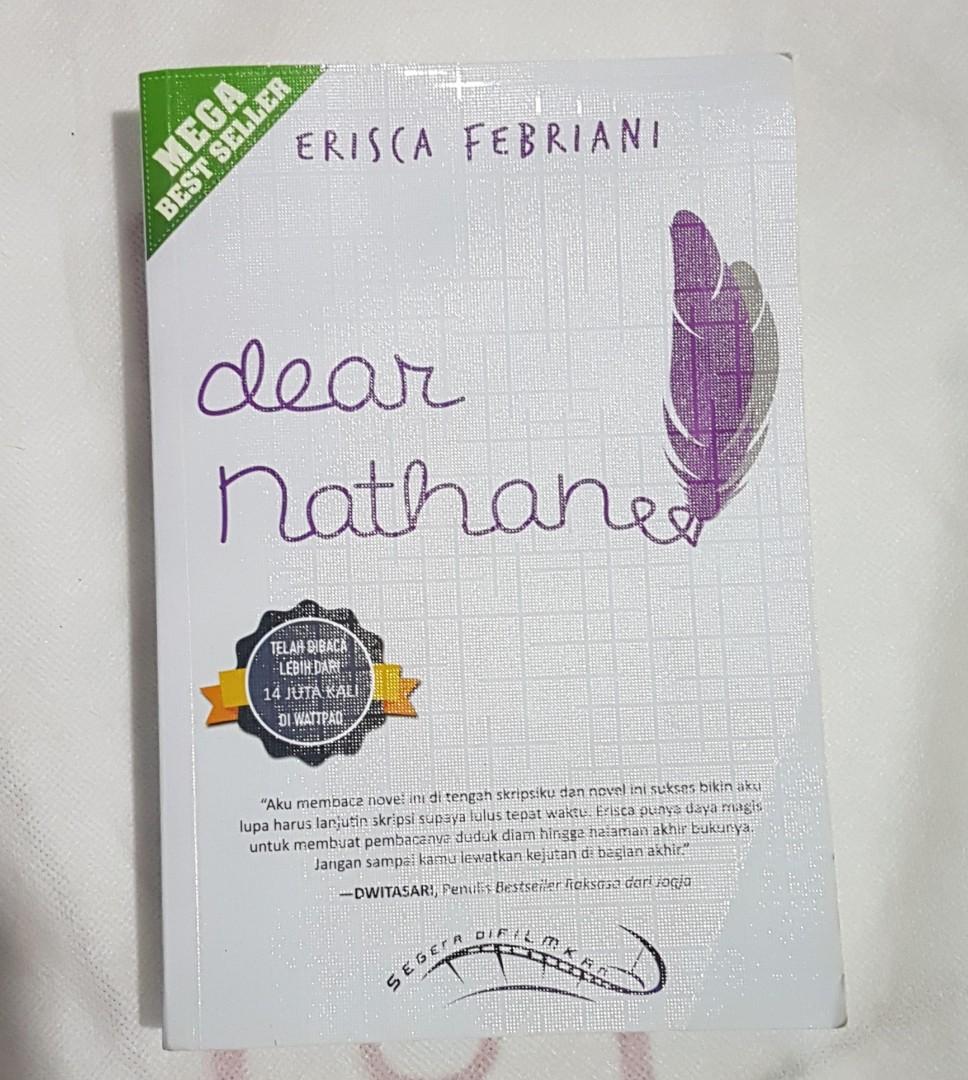 MEGA
BEST SELLER
ERISCA FEBRIANI
dear
nathan
TELAH DIBACA
LEBIH DARI
14 JUTA KALI
DI WATTPAD
“Aku membaca novel ini di tengah skripsiku dan novel ini sukses bikin aku
lupa harus lanjutin skripsi supaya lulus tepat waktu. Erisca punya daya magis
untuk membuat pembacanya duduk diam hingga halaman akhir bukunya.
Jangan sampai kamu lewatkan kejutan di bagian akhir.”
—DWITASARI, Penulis Bestseller Raksasa dari Jogja
SEGERA DIFILMKAN